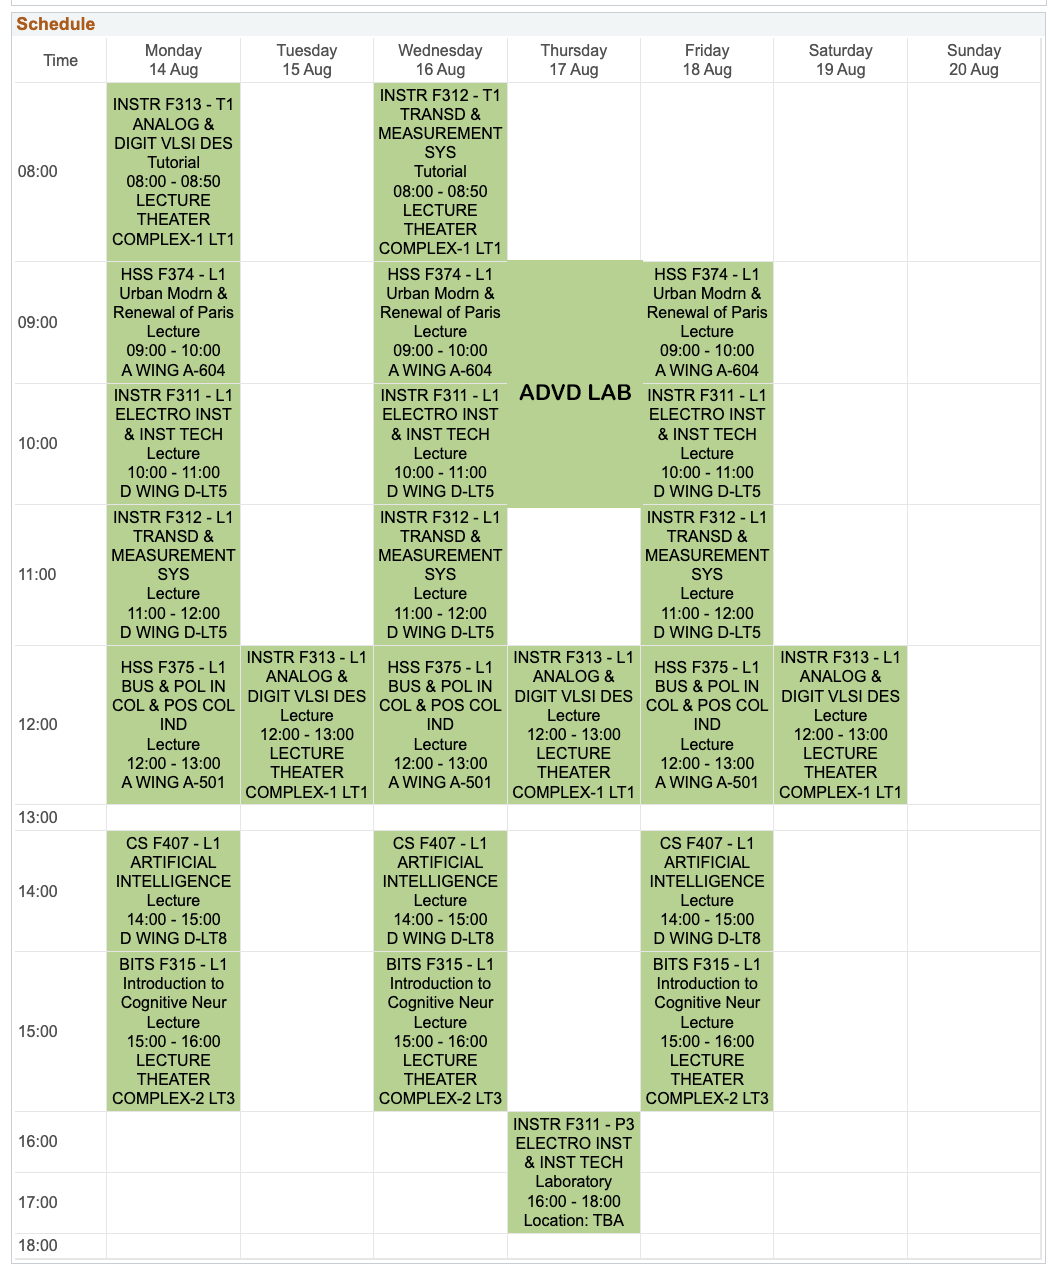 Schedule
Time
Monday
14 Aug
Tuesday
15 Aug
Wednesday
16 Aug
Thursday
17 Aug
Friday
18 Aug
Saturday
19 Aug
Sunday
20 Aug
08:00
INSTR F313 - T1
ANALOG &
DIGIT VLSI DES
Tutorial
08:00 - 08:50
LECTURE
THEATER
COMPLEX-1 LT1
INSTR F312 - T1
TRANSD &
MEASUREMENT
SYS
Tutorial
08:00 - 08:50
LECTURE
THEATER
COMPLEX-1 LT1
09:00
HSS F374 - L1
Urban Modrn &
Renewal of Paris
Lecture
09:00 - 10:00
A WING A-604
HSS F374 - L1
Urban Modrn &
Renewal of Paris
Lecture
09:00 - 10:00
A WING A-604
ADVD LAB
HSS F374 - L1
Urban Modrn &
Renewal of Paris
Lecture
09:00 - 10:00
A WING A-604
10:00
INSTR F311 - L1
ELECTRO INST
& INST TECH
Lecture
10:00 - 11:00
D WING D-LT5
INSTR F311 - L1
ELECTRO INST
& INST TECH
Lecture
10:00 - 11:00
D WING D-LT5
INSTR F311 - L1
ELECTRO INST
& INST TECH
Lecture
10:00 - 11:00
D WING D-LT5
11:00
INSTR F312 - L1
TRANSD &
MEASUREMENT
SYS
Lecture
11:00 - 12:00
D WING D-LT5
INSTR F312 - L1
TRANSD &
MEASUREMENT
SYS
Lecture
11:00 - 12:00
D WING D-LT5
INSTR F312 - L1
TRANSD &
MEASUREMENT
SYS
Lecture
11:00 - 12:00
D WING D-LT5
12:00
HSS F375 - L1
BUS & POL IN
COL & POS COL
IND
Lecture
12:00 - 13:00
A WING A-501
INSTR F313 - L1
ANALOG &
DIGIT VLSI DES
Lecture
12:00 - 13:00
LECTURE
THEATER
COMPLEX-1 LT1
HSS F375 - L1
BUS & POL IN
COL & POS COL
IND
Lecture
12:00 - 13:00
A WING A-501
INSTR F313 - L1
ANALOG &
DIGIT VLSI DES
Lecture
12:00 - 13:00
LECTURE
THEATER
COMPLEX-1 LT1
HSS F375 - L1
BUS & POL IN
COL & POS COL
IND
Lecture
12:00 - 13:00
A WING A-501
INSTR F313 - L1
ANALOG &
DIGIT VLSI DES
Lecture
12:00 - 13:00
LECTURE
THEATER
COMPLEX-1 LT1
13:00
14:00
CS F407 - L1
ARTIFICIAL
INTELLIGENCE
Lecture
14:00 - 15:00
D WING D-LT8
CS F407 - L1
ARTIFICIAL
INTELLIGENCE
Lecture
14:00 - 15:00
D WING D-LT8
CS F407 - L1
ARTIFICIAL
INTELLIGENCE
Lecture
14:00 - 15:00
D WING D-LT8
15:00
BITS F315 - L1
Introduction to
Cognitive Neur
Lecture
15:00 - 16:00
LECTURE
THEATER
COMPLEX-2 LT3
BITS F315 - L1
Introduction to
Cognitive Neur
Lecture
15:00 - 16:00
LECTURE
THEATER
COMPLEX-2 LT3
BITS F315 - L1
Introduction to
Cognitive Neur
Lecture
15:00 - 16:00
LECTURE
THEATER
COMPLEX-2 LT3
16:00
INSTR F311 - P3
ELECTRO INST
& INST TECH
Laboratory
16:00 - 18:00
Location: TBA
17:00
18:00